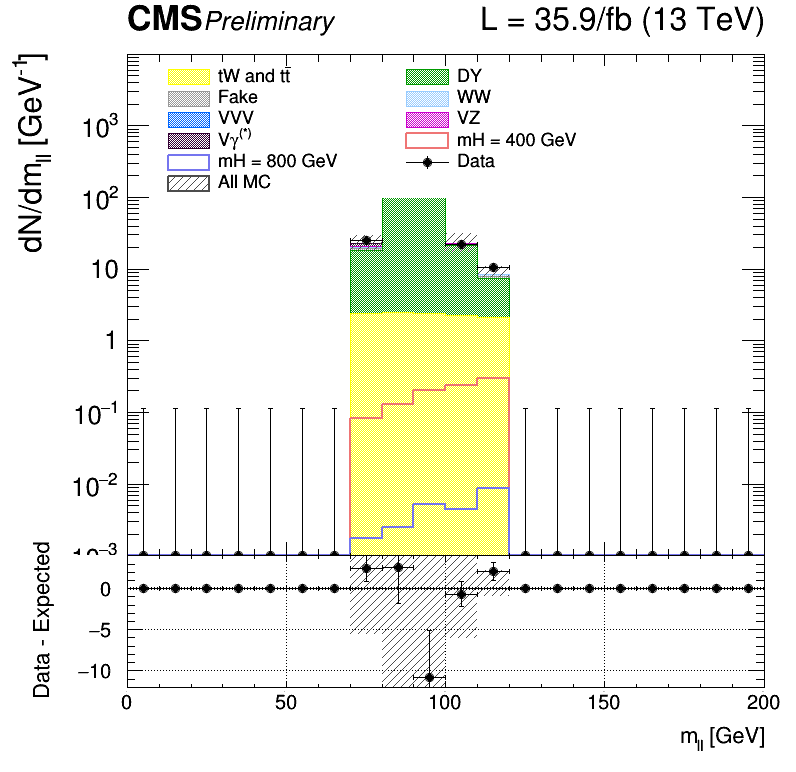 CMS Preliminary L = 35.9/fb (13 TeV)
dN/dm_ll [GeV⁻¹]
tW and tt̄ DY
Fake WW
VVV VZ
Vγ⁽*⁾ mH = 400 GeV
mH = 800 GeV Data
All MC
10³
10²
10
1
10⁻¹
10⁻²
10⁻³
Data - Expected
0
−5
−10
0 50 100 150 200
m_ll [GeV]